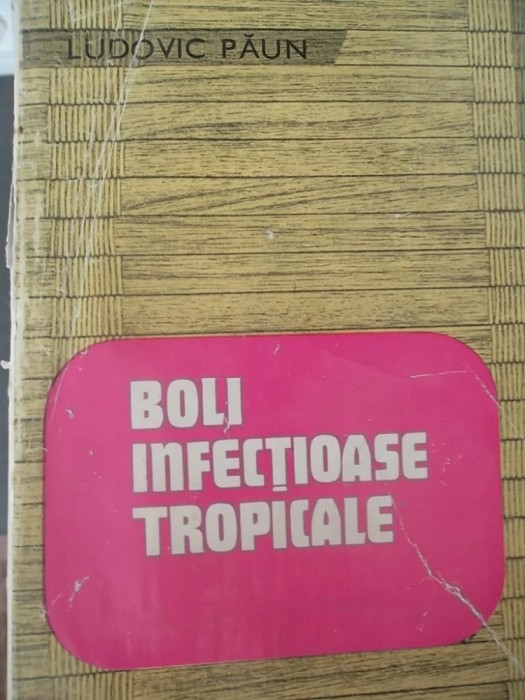 LUDOVIC PĂUN
BOLI
INFECȚIOASE
TROPICALE